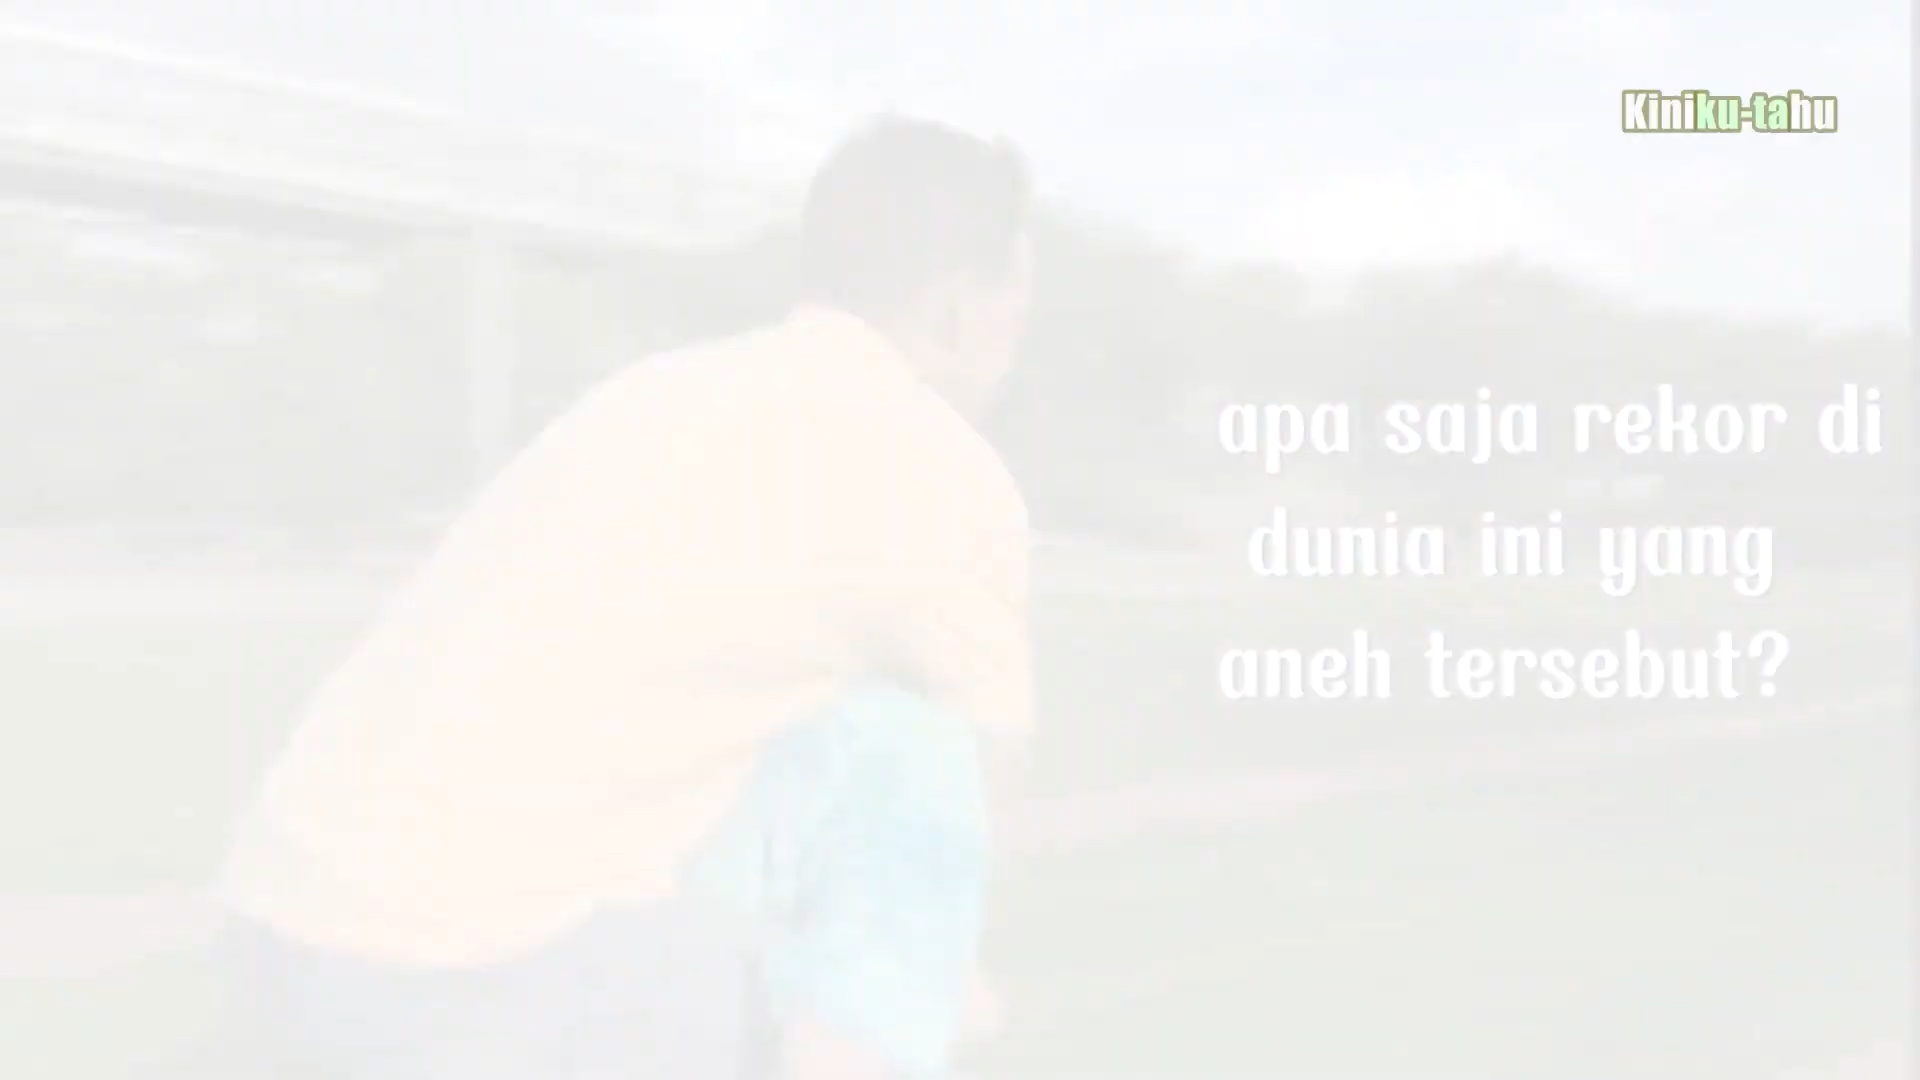 Kiniku-tahu
apa saja rekor di
dunia ini yang
aneh tersebut?